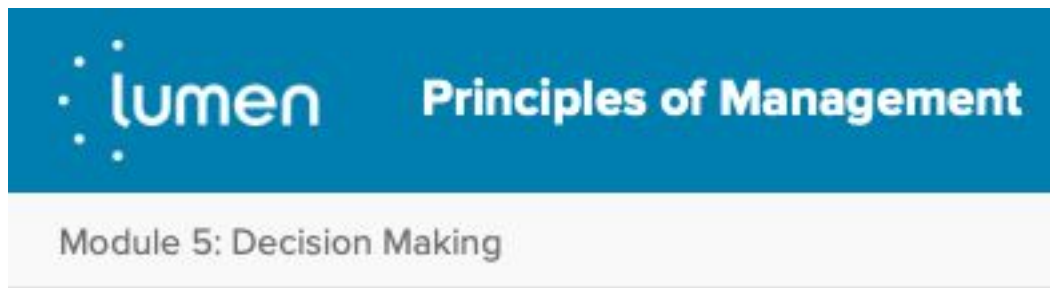 lumen Principles of Management
Module 5: Decision Making